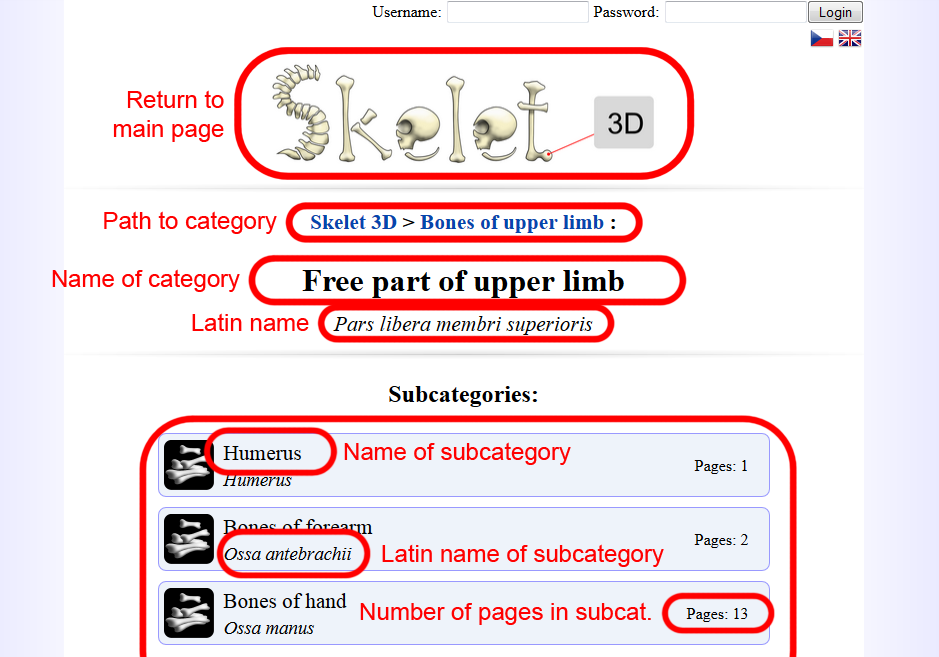 Username: Password: Login
Return to
main page
Skelet 3D
Path to category
Skelet 3D > Bones of upper limb :
Name of category
Free part of upper limb
Latin name
Pars libera membri superioris
Subcategories:
Humerus
Name of subcategory
Humerus
Pages: 1
Bones of forearm
Ossa antebrachii
Latin name of subcategory
Pages: 2
Bones of hand
Ossa manus
Number of pages in subcat.
Pages: 13